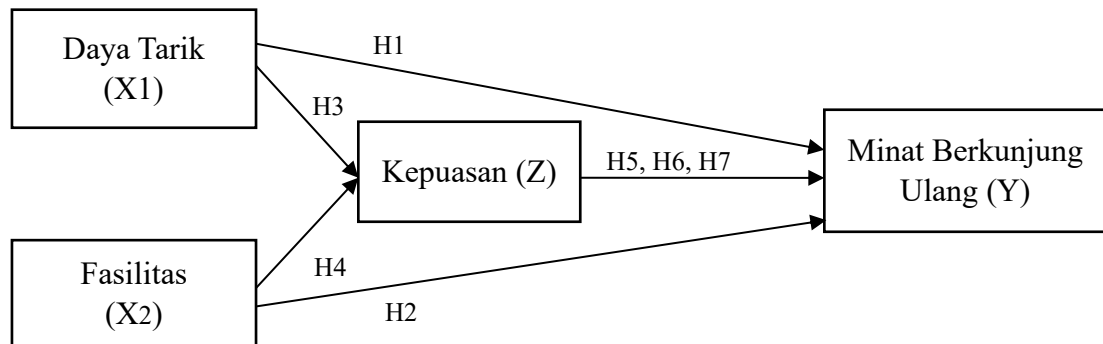 Daya Tarik
(X1)
H1
H3
Kepuasan (Z)
H5, H6, H7
Minat Berkunjung
Ulang (Y)
Fasilitas
(X2)
H4
H2